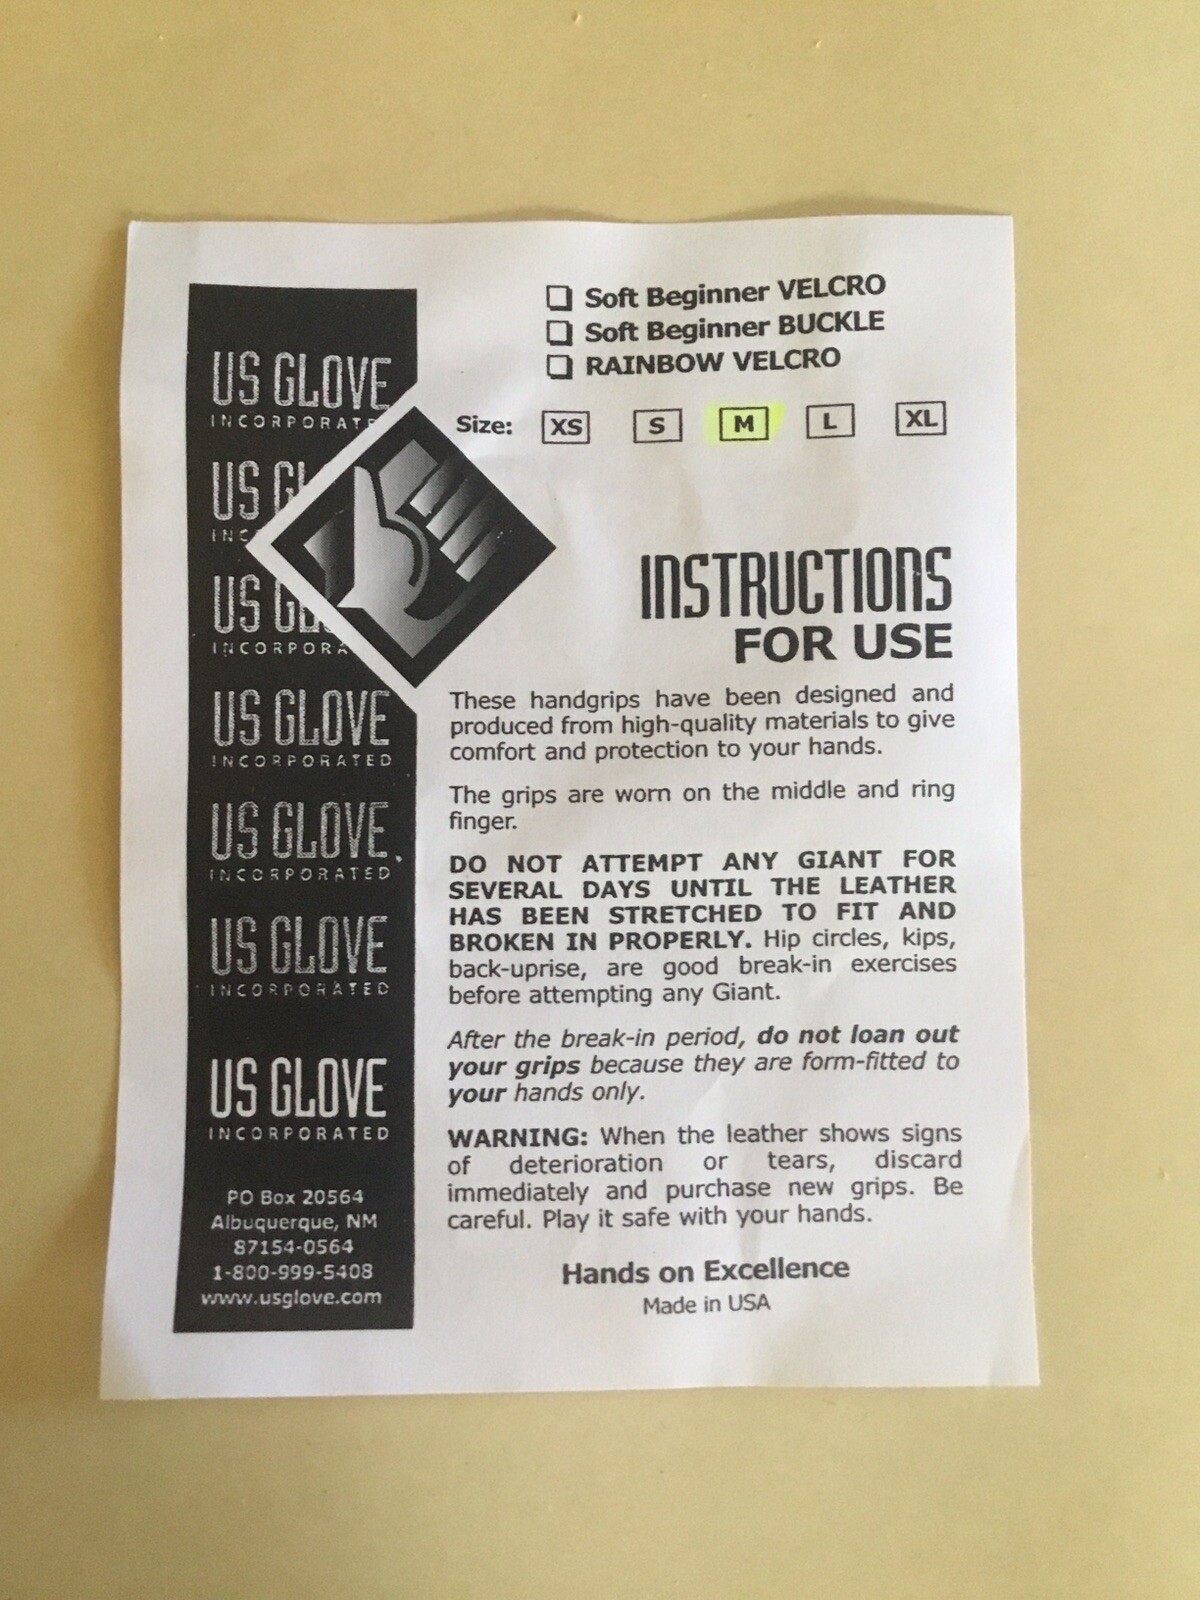 US GLOVE
INCORPORATE
US GL
INC
US GLO
INCORPORA
US GLOVE
INCORPORATED
US GLOVE
INCORPORATED
US GLOVE
INCORPORATED
US GLOVE
INCORPORATED
PO Box 20564
Albuquerque, NM
87154-0564
1-800-999-5408
www.usglove.com
Soft Beginner VELCRO
Soft Beginner BUCKLE
RAINBOW VELCRO
Size: XS S M L XL
INSTRUCTIONS
FOR USE
These handgrips have been designed and
produced from high-quality materials to give
comfort and protection to your hands.
The grips are worn on the middle and ring
finger.
DO NOT ATTEMPT ANY GIANT FOR
SEVERAL DAYS UNTIL THE LEATHER
HAS BEEN STRETCHED TO FIT AND
BROKEN IN PROPERLY. Hip circles, kips,
back-uprise, are good break-in exercises
before attempting any Giant.
After the break-in period, do not loan out
your grips because they are form-fitted to
your hands only.
WARNING: When the leather shows signs
of deterioration or tears, discard
immediately and purchase new grips. Be
careful. Play it safe with your hands.
Hands on Excellence
Made in USA